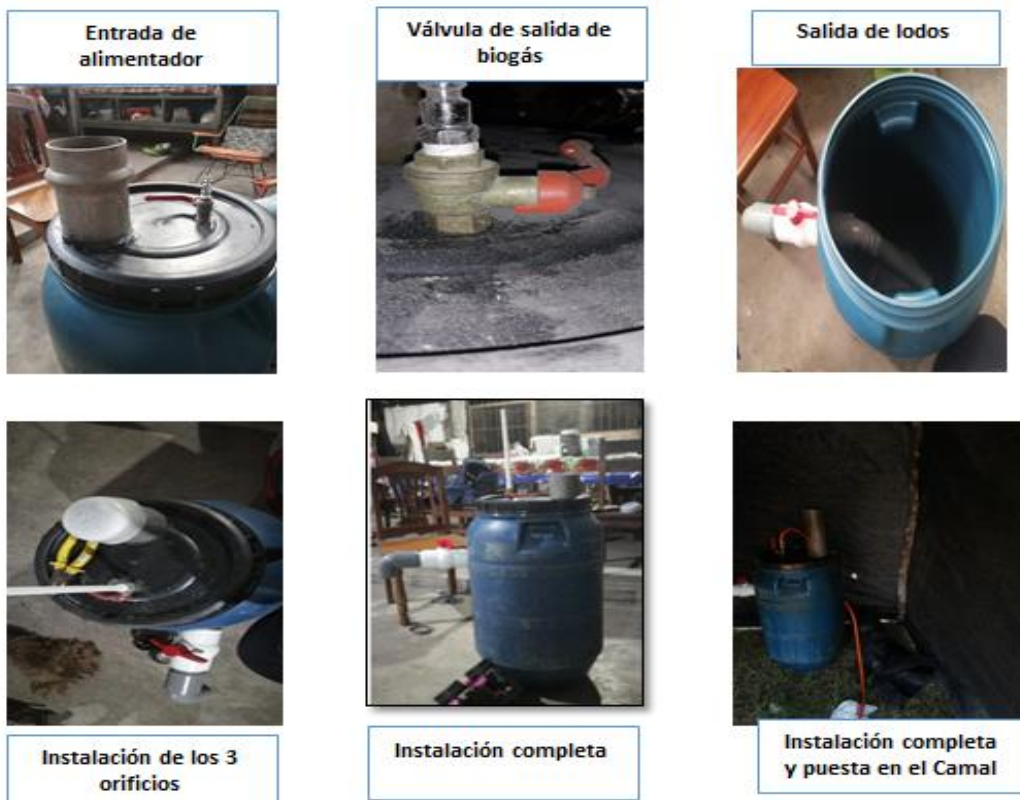 Entrada de
alimentador
Válvula de salida de
biogás
Salida de lodos
Instalación de los 3
orificios
Instalación completa
Instalación completa
y puesta en el Camal